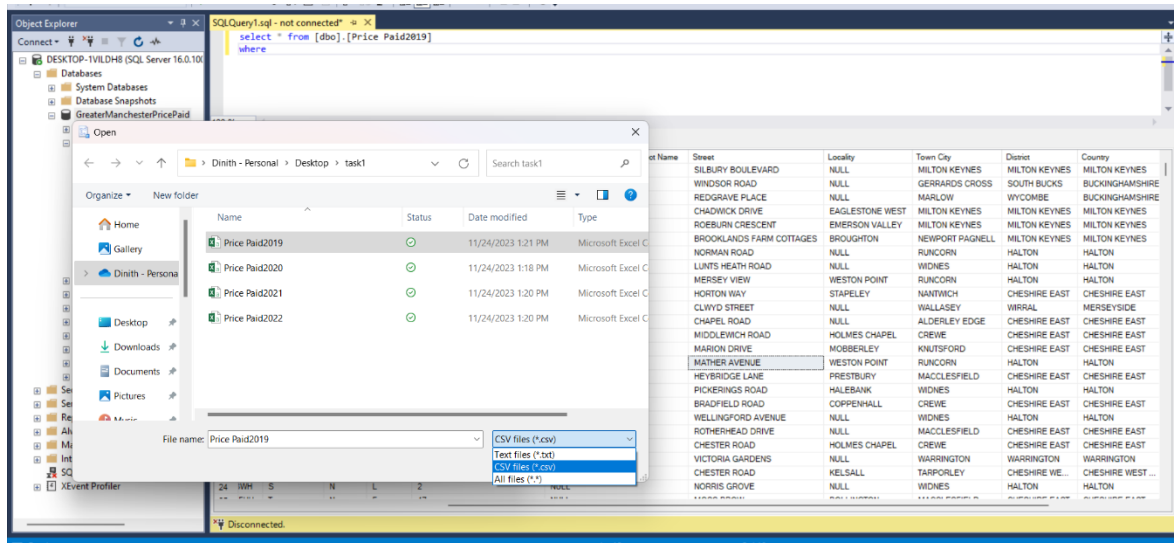 Object Explorer
SQLQuery1.sql - not connected*
Connect
select * from [dbo].[Price Paid2019]
where
DESKTOP-1VILDH8 (SQL Server 16.0.100
Databases
System Databases
Database Snapshots
GreaterManchesterPricePaid
Open
Dinith - Personal > Desktop > task1
Search task1
Organize
New folder
Home
Gallery
Dinith - Persona
Desktop
Downloads
Documents
Pictures
Music
Name Status Date modified Type
Price Paid2019 11/24/2023 1:21 PM Microsoft Excel C
Price Paid2020 11/24/2023 1:18 PM Microsoft Excel C
Price Paid2021 11/24/2023 1:20 PM Microsoft Excel C
Price Paid2022 11/24/2023 1:20 PM Microsoft Excel C
File name: Price Paid2019
CSV files (*.csv)
Text files (*.txt)
CSV files (*.csv)
All files (*.*)
Name Street Locality Town City District Country
SILBURY BOULEVARD NULL MILTON KEYNES MILTON KEYNES MILTON KEYNES
WINDSOR ROAD NULL GERRARDS CROSS SOUTH BUCKS BUCKINGHAMSHIRE
REDGRAVE PLACE NULL MARLOW WYCOMBE BUCKINGHAMSHIRE
CHADWICK DRIVE EAGLESTONE WEST MILTON KEYNES MILTON KEYNES MILTON KEYNES
ROEBURN CRESCENT EMERSON VALLEY MILTON KEYNES MILTON KEYNES MILTON KEYNES
BROOKLANDS FARM COTTAGES BROUGHTON NEWPORT PAGNELL MILTON KEYNES MILTON KEYNES
NORMAN ROAD NULL RUNCORN HALTON HALTON
LUNTS HEATH ROAD NULL WIDNES HALTON HALTON
MERSEY VIEW WESTON POINT RUNCORN HALTON HALTON
HORTON WAY STAPELEY NANTWICH CHESHIRE EAST CHESHIRE EAST
CLWYD STREET NULL WALLASEY WIRRAL MERSEYSIDE
CHAPEL ROAD NULL ALDERLEY EDGE CHESHIRE EAST CHESHIRE EAST
MIDDLEWICH ROAD HOLMES CHAPEL CREWE CHESHIRE EAST CHESHIRE EAST
MARION DRIVE MOBBERLEY KNUTSFORD CHESHIRE EAST CHESHIRE EAST
MATHER AVENUE WESTON POINT RUNCORN HALTON HALTON
HEYBRIDGE LANE PRESTBURY MACCLESFIELD CHESHIRE EAST CHESHIRE EAST
PICKERINGS ROAD HALEBANK WIDNES HALTON HALTON
BRADFIELD ROAD COPPENHALL CREWE CHESHIRE EAST CHESHIRE EAST
WELLINGFORD AVENUE NULL WIDNES HALTON HALTON
ROTHERHEAD DRIVE NULL MACCLESFIELD CHESHIRE EAST CHESHIRE EAST
CHESTER ROAD HOLMES CHAPEL CREWE CHESHIRE EAST CHESHIRE EAST
VICTORIA GARDENS NULL WARRINGTON WARRINGTON WARRINGTON
CHESTER ROAD KELSALL TARPORLEY CHESHIRE WE... CHESHIRE WEST ...
NORRIS GROVE NULL WIDNES HALTON HALTON
XEvent Profiler
Disconnected.